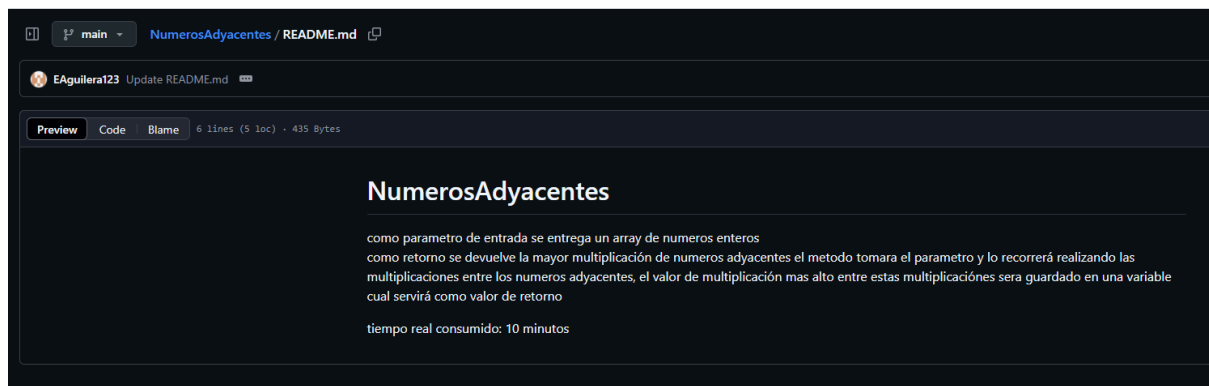 main
NumerosAdyacentes / README.md
EAguilera123 Update README.md
Preview Code Blame 6 lines (5 loc) · 435 Bytes
NumerosAdyacentes
como parametro de entrada se entrega un array de numeros enteros
como retorno se devuelve la mayor multiplicación de numeros adyacentes el metodo tomara el parametro y lo recorrerá realizando las
multiplicaciones entre los numeros adyacentes, el valor de multiplicación mas alto entre estas multiplicaciónes sera guardado en una variable
cual servirá como valor de retorno
tiempo real consumido: 10 minutos